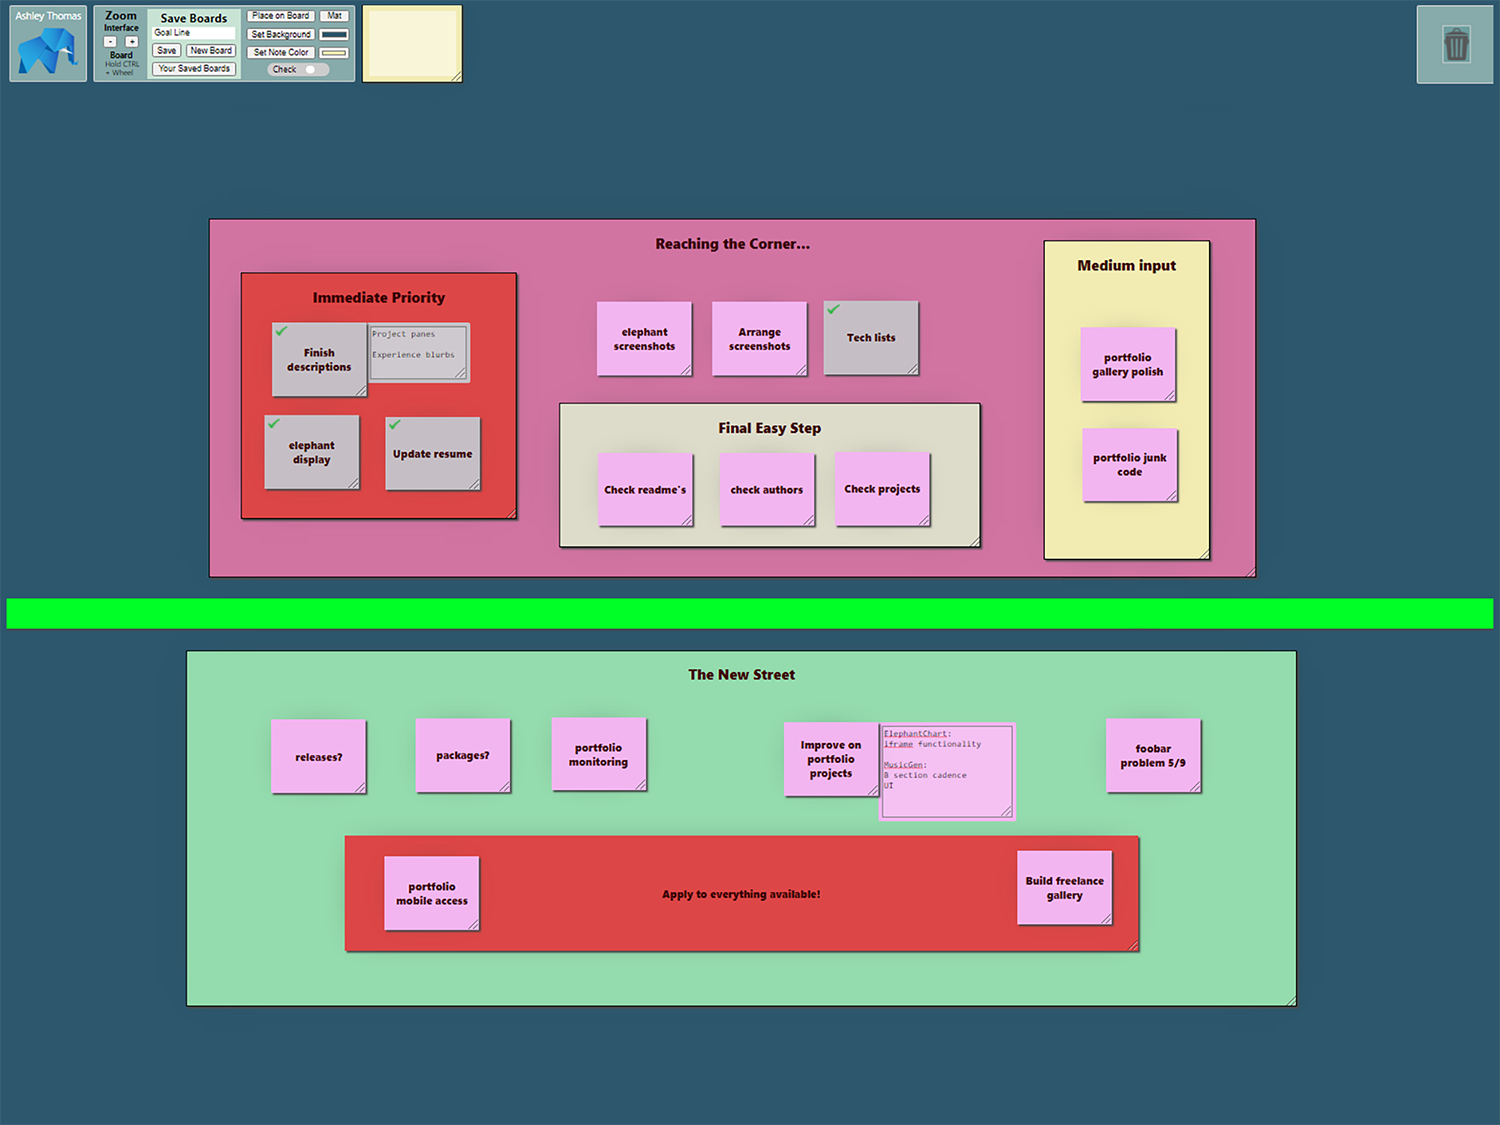 Ashley Thomas
Zoom
Interface
- +
Board
Hold CTRL
+ Wheel
Save Boards
Goal Line
Save New Board
Your Saved Boards
Place on Board Mat
Set Background
Set Note Color
Check
Reaching the Corner...
Immediate Priority
Finish
descriptions
Project panes
Experience blurbs
elephant
display
Update resume
elephant
screenshots
Arrange
screenshots
Tech lists
Final Easy Step
Check readme's
check authors
Check projects
Medium input
portfolio
gallery polish
portfolio junk
code
The New Street
releases?
packages?
portfolio
monitoring
Improve on
portfolio
projects
ElephantChart:
iframe functionality
MusicGen:
B section cadence
UI
foobar
problem 5/9
portfolio
mobile access
Apply to everything available!
Build freelance
gallery